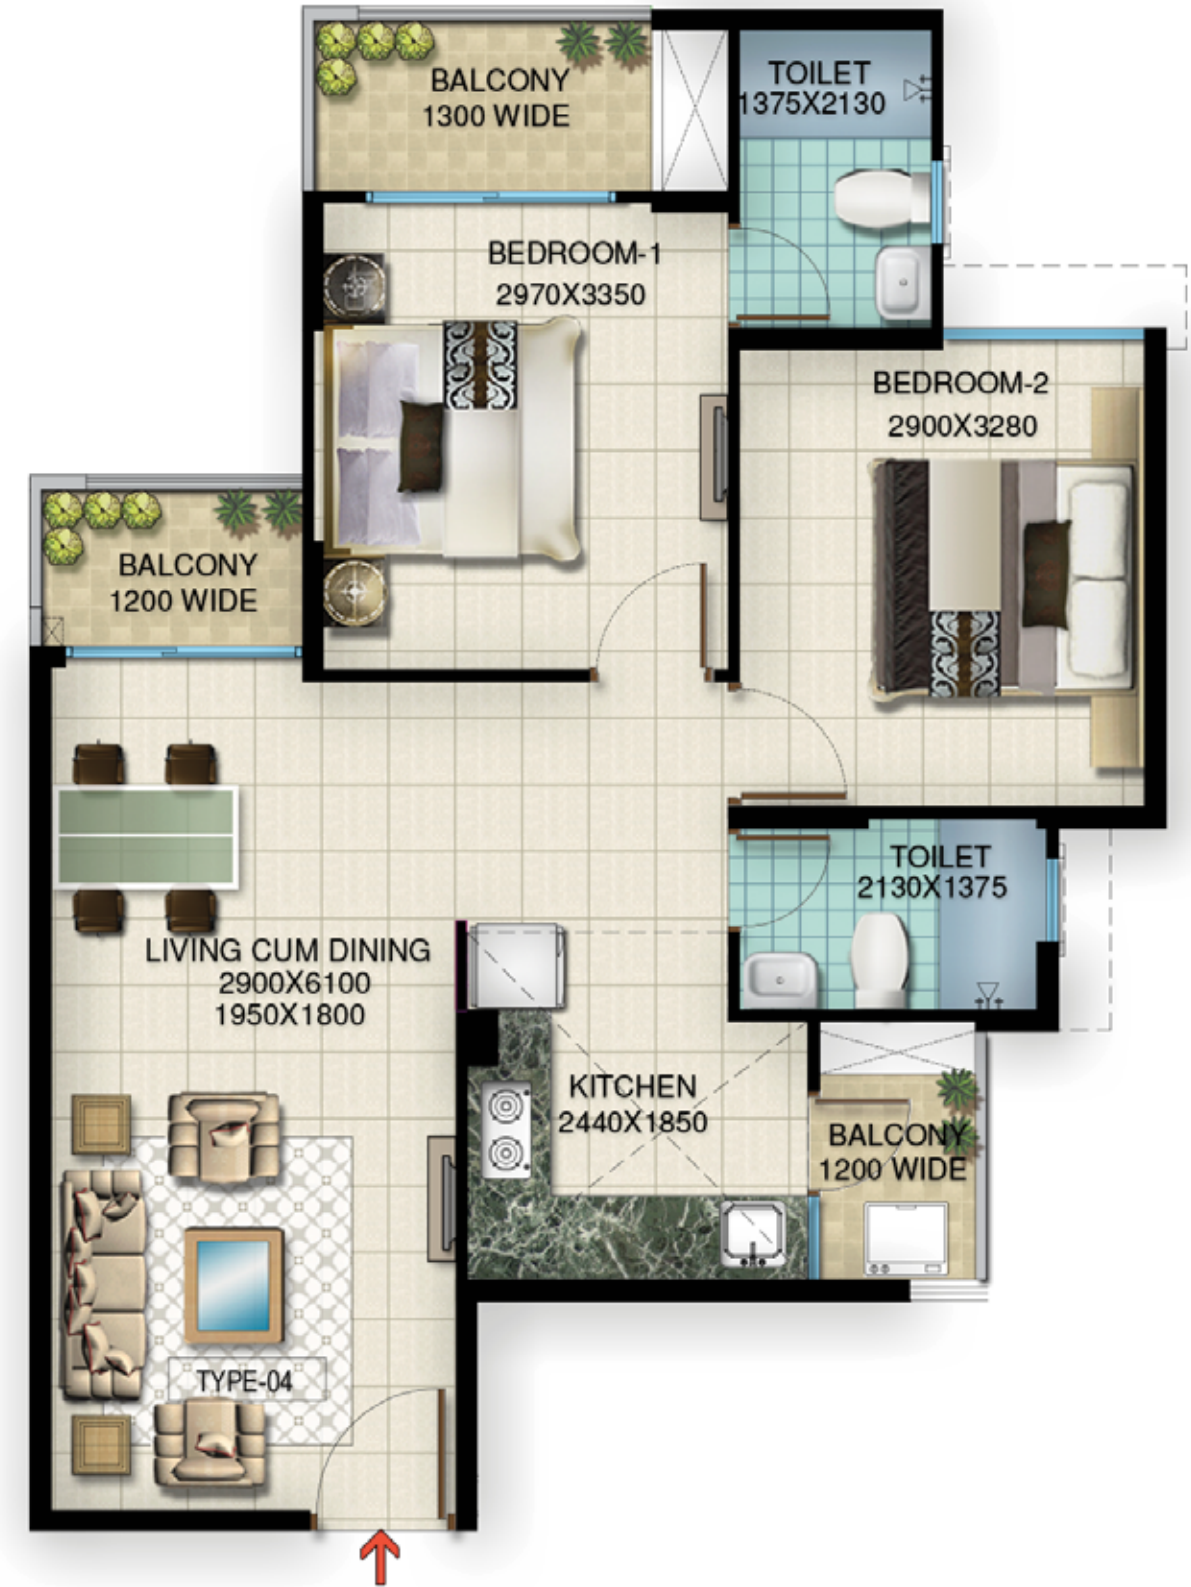 BALCONY
1300 WIDE
TOILET
1375X2130
BEDROOM-1
2970X3350
BEDROOM-2
2900X3280
BALCONY
1200 WIDE
TOILET
2130X1375
LIVING CUM DINING
2900X6100
1950X1800
KITCHEN
2440X1850
BALCONY
1200 WIDE
TYPE-04